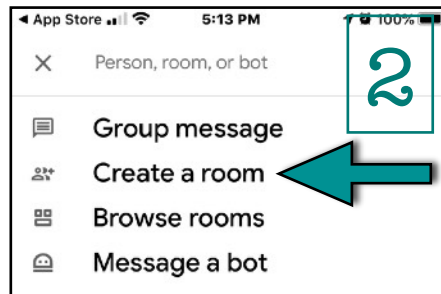 App Store 5:13 PM 100%
Person, room, or bot
2
Group message
Create a room
Browse rooms
Message a bot